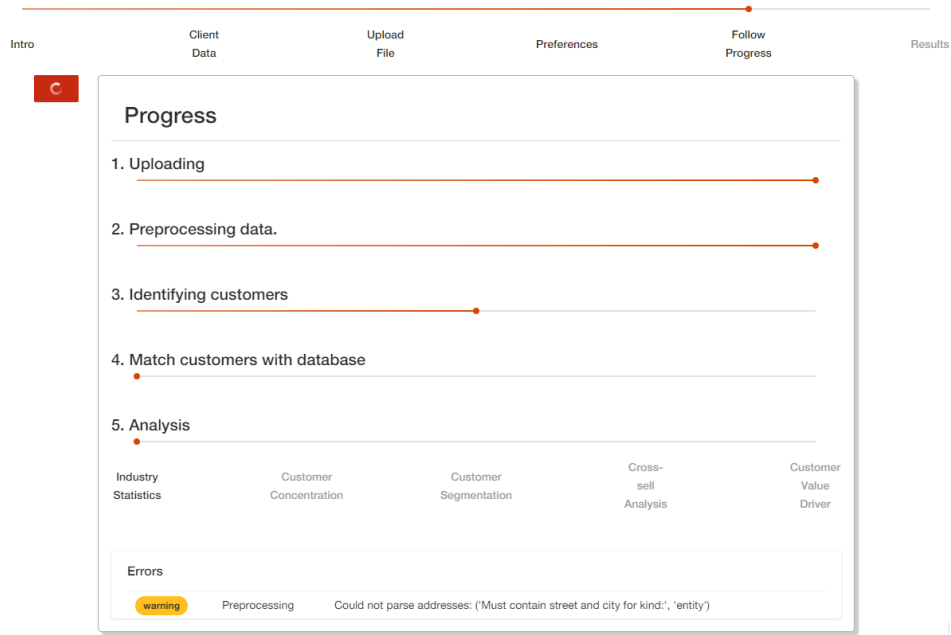 Intro
Client
Data
Upload
File
Preferences
Follow
Progress
Results
Progress
1. Uploading
2. Preprocessing data.
3. Identifying customers
4. Match customers with database
5. Analysis
Industry
Statistics
Customer
Concentration
Customer
Segmentation
Cross-
sell
Analysis
Customer
Value
Driver
Errors
warning Preprocessing Could not parse addresses: ('Must contain street and city for kind:', 'entity')